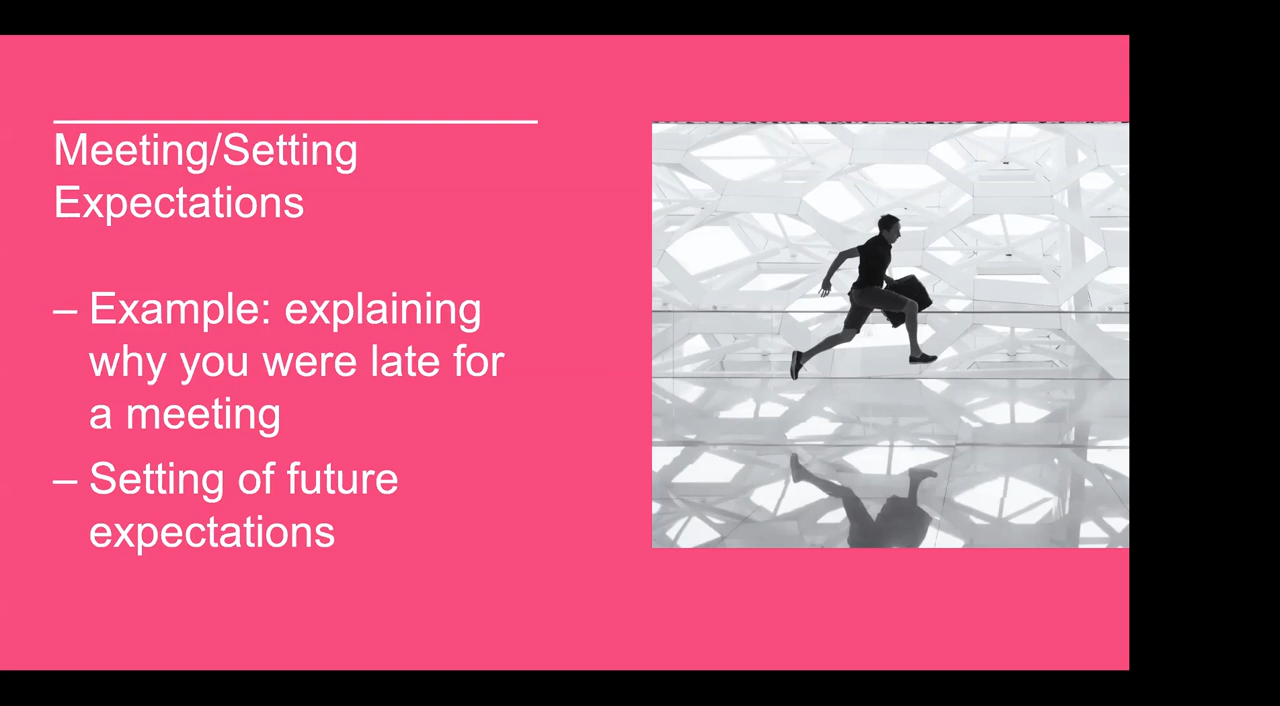 Meeting/Setting
Expectations
– Example: explaining
why you were late for
a meeting
– Setting of future
expectations